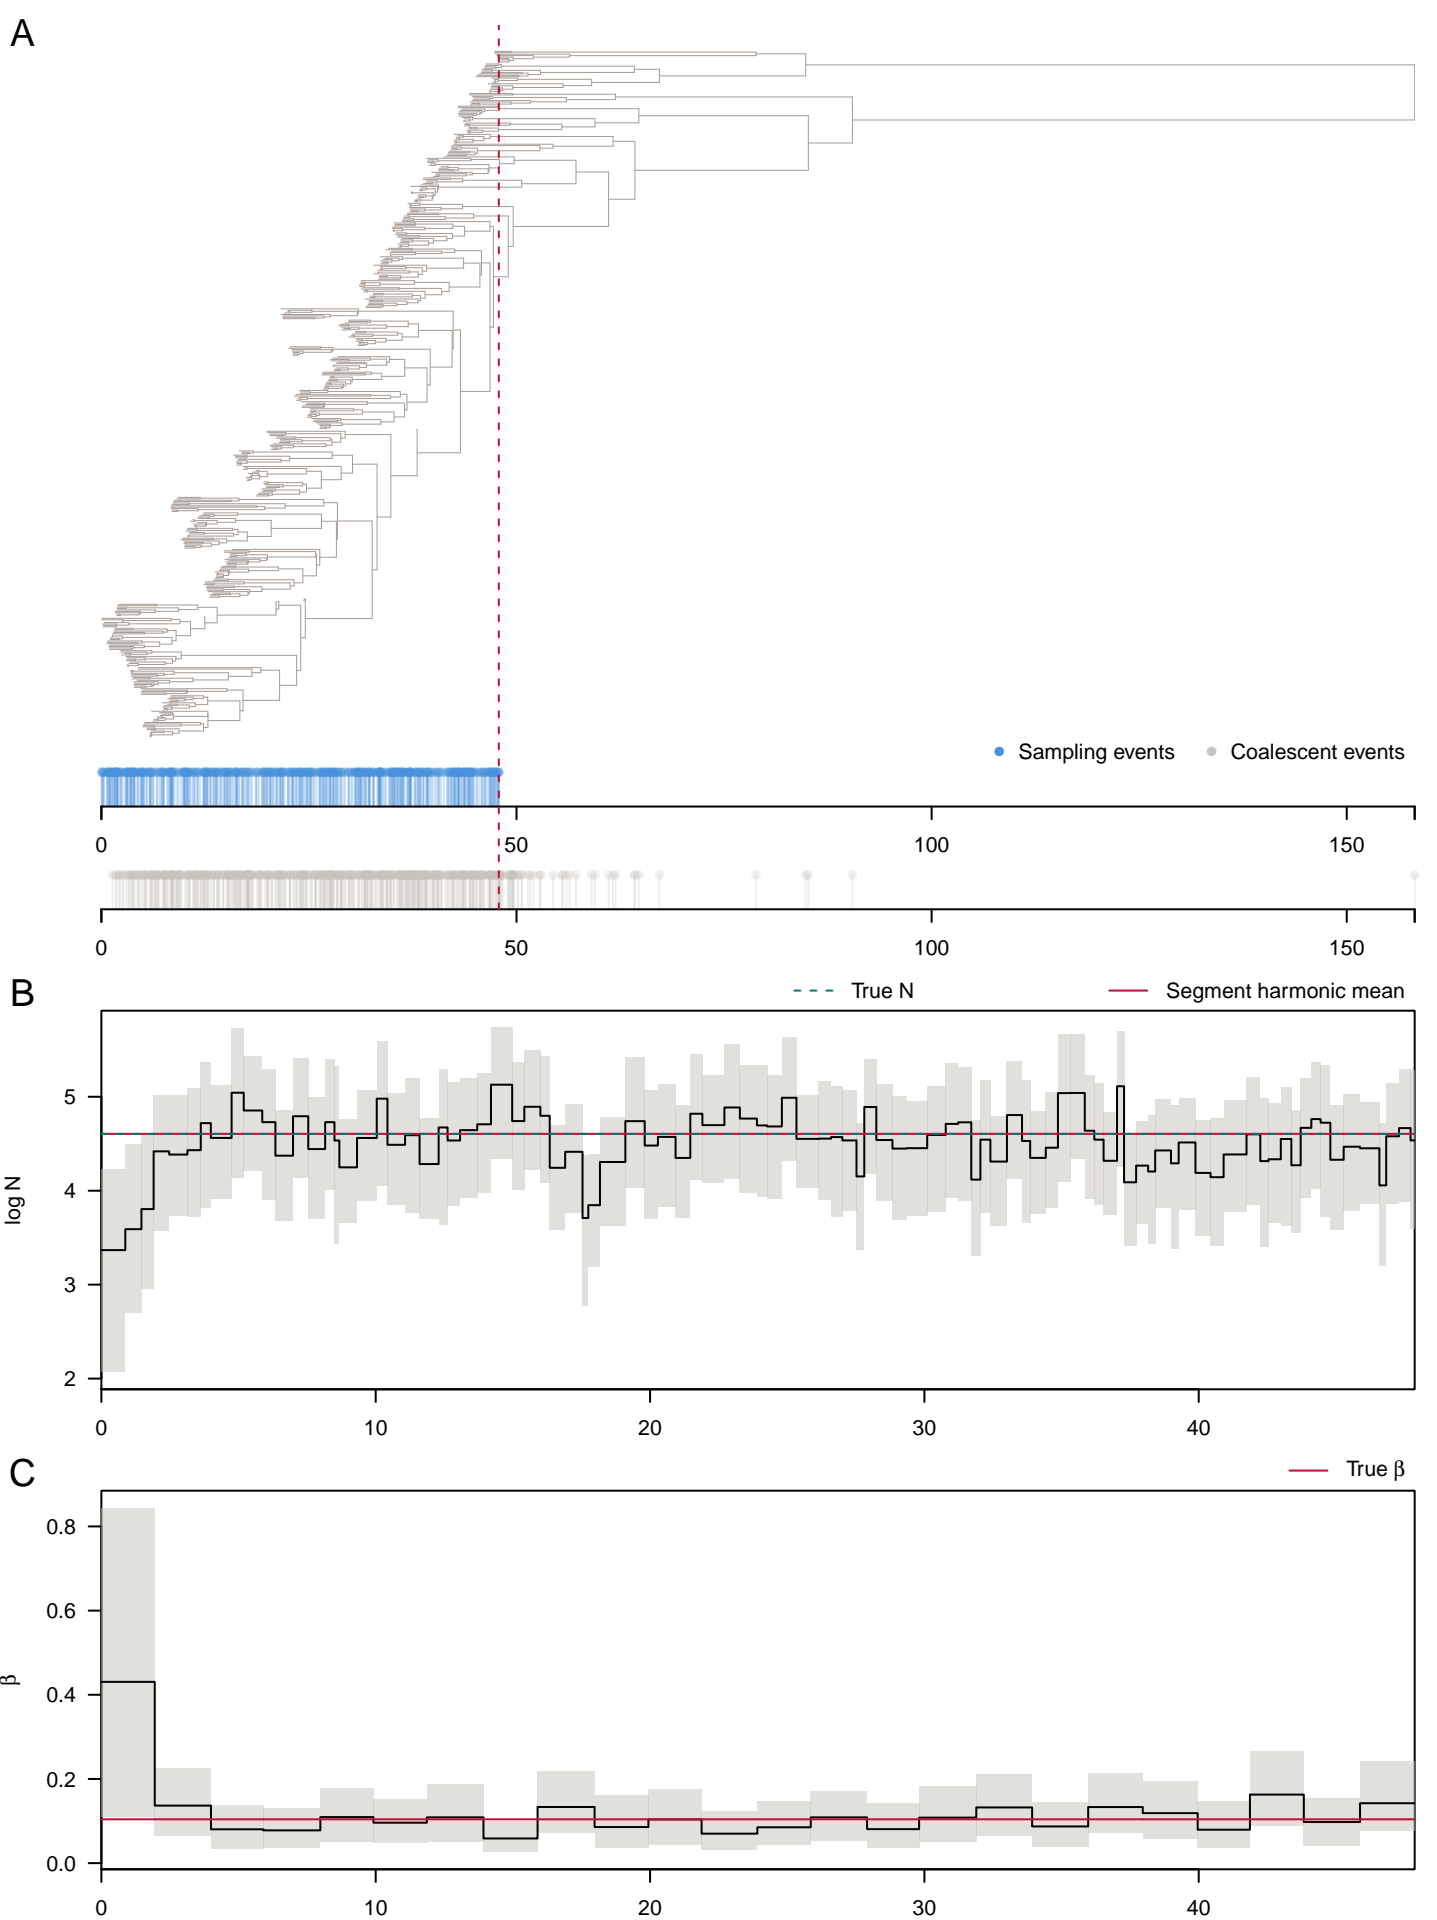 A
Sampling events Coalescent events
0 50 100 150
0 50 100 150
B
True N Segment harmonic mean
5
4
3
2
log N
0 10 20 30 40
C
True β
0.8
0.6
0.4
0.2
0.0
β
0 10 20 30 40